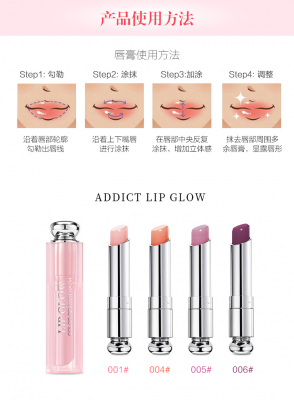 产品使用方法
唇膏使用方法
Step1: 勾勒
Step2: 涂抹
Step3:加涂
Step4: 调整
沿着唇部轮廓
勾勒出唇线
沿着上下嘴唇
进行涂抹
在唇部中央反复
涂抹，增加立体感
抹去唇部周围多
余唇膏，显露唇形
ADDICT LIP GLOW
001#
004#
005#
006#